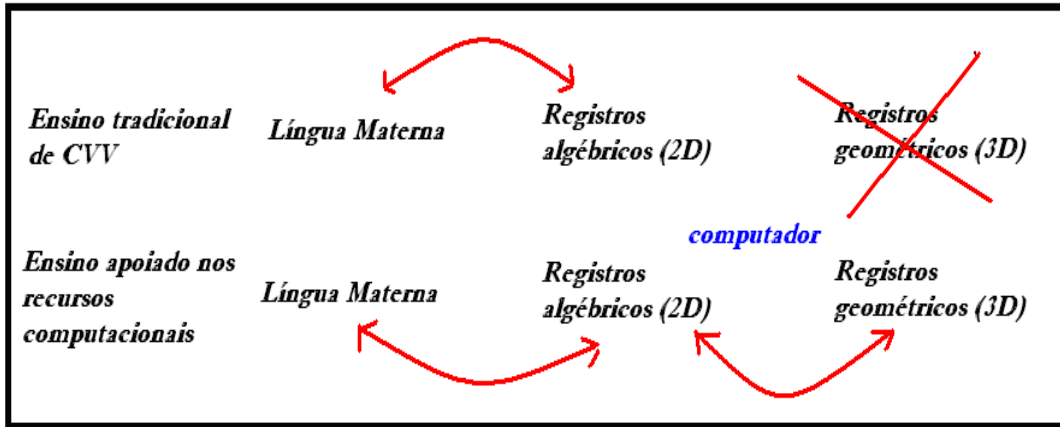 Ensino tradicional
de CVV
Língua Materna
Registros
algébricos (2D)
Registros
geométricos (3D)
computador
Ensino apoiado nos
recursos
computacionais
Língua Materna
Registros
algébricos (2D)
Registros
geométricos (3D)